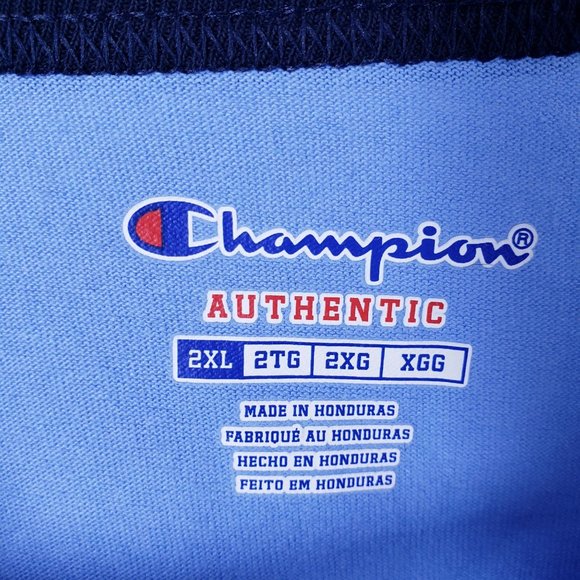 Champion®
AUTHENTIC
2XL 2TG 2XG XGG
MADE IN HONDURAS
FABRIQUÉ AU HONDURAS
HECHO EN HONDURAS
FEITO EM HONDURAS